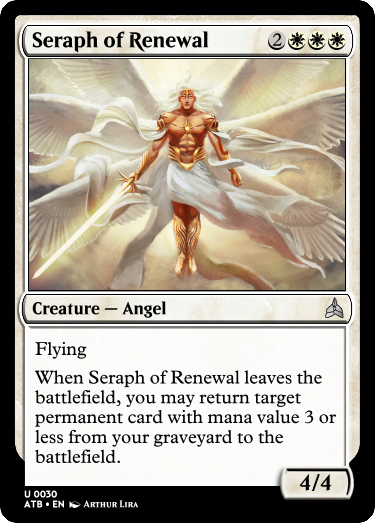 Seraph of Renewal 2
Creature — Angel
Flying
When Seraph of Renewal leaves the
battlefield, you may return target
permanent card with mana value 3 or
less from your graveyard to the
battlefield.
4/4
U 0030
ATB • EN Arthur Lira